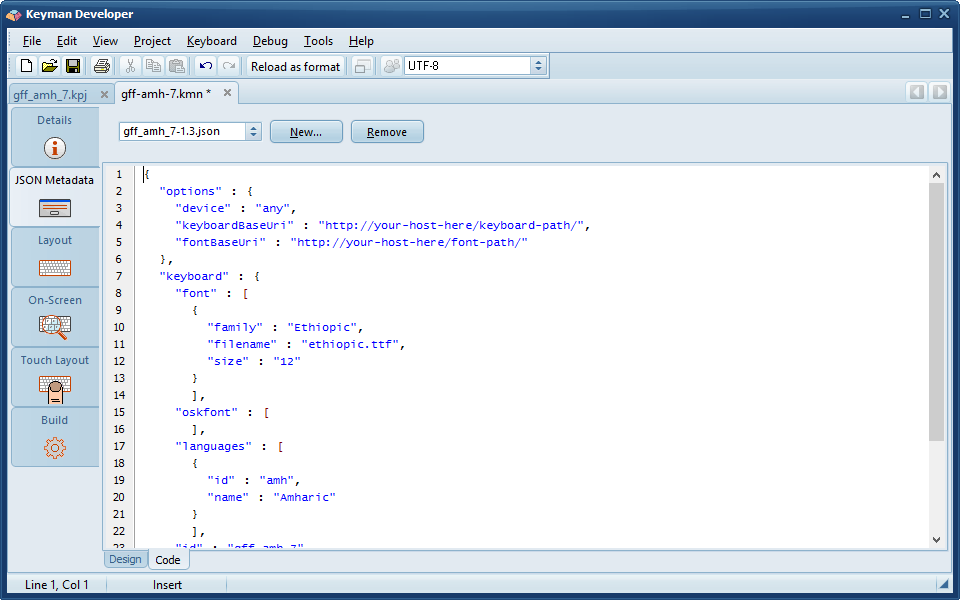 Keyman Developer
File Edit View Project Keyboard Debug Tools Help
Reload as format UTF-8
gff_amh_7.kpj gff-amh-7.kmn *
Details
JSON Metadata
Layout
On-Screen
Touch Layout
Build
gff_amh_7-1.3.json New... Remove
1 {
2 "options" : {
3 "device" : "any",
4 "keyboardBaseUri" : "http://your-host-here/keyboard-path/",
5 "fontBaseUri" : "http://your-host-here/font-path/"
6 },
7 "keyboard" : {
8 "font" : [
9 {
10 "family" : "Ethiopic",
11 "filename" : "ethiopic.ttf",
12 "size" : "12"
13 }
14 ],
15 "oskfont" : [
16 ],
17 "languages" : [
18 {
19 "id" : "amh",
20 "name" : "Amharic"
21 }
22 ],
23 "id" : "gff_amh_7"
Design Code
Line 1, Col 1 Insert